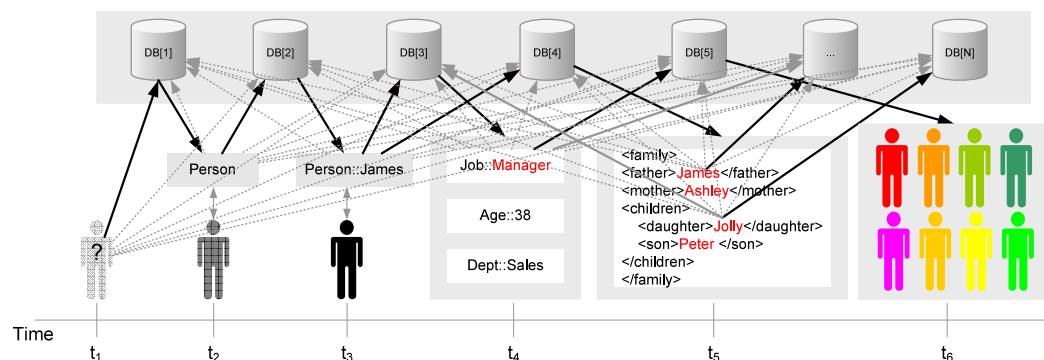 DB[1] DB[2] DB[3] DB[4] DB[5] ... DB[N]
Person
Person::James
Job::Manager
Age::38
Dept::Sales
<family>
<father>James</father>
<mother>Ashley</mother>
<children>
<daughter>Jolly</daughter>
<son>Peter </son>
</children>
</family>
?
Time
t1 t2 t3 t4 t5 t6